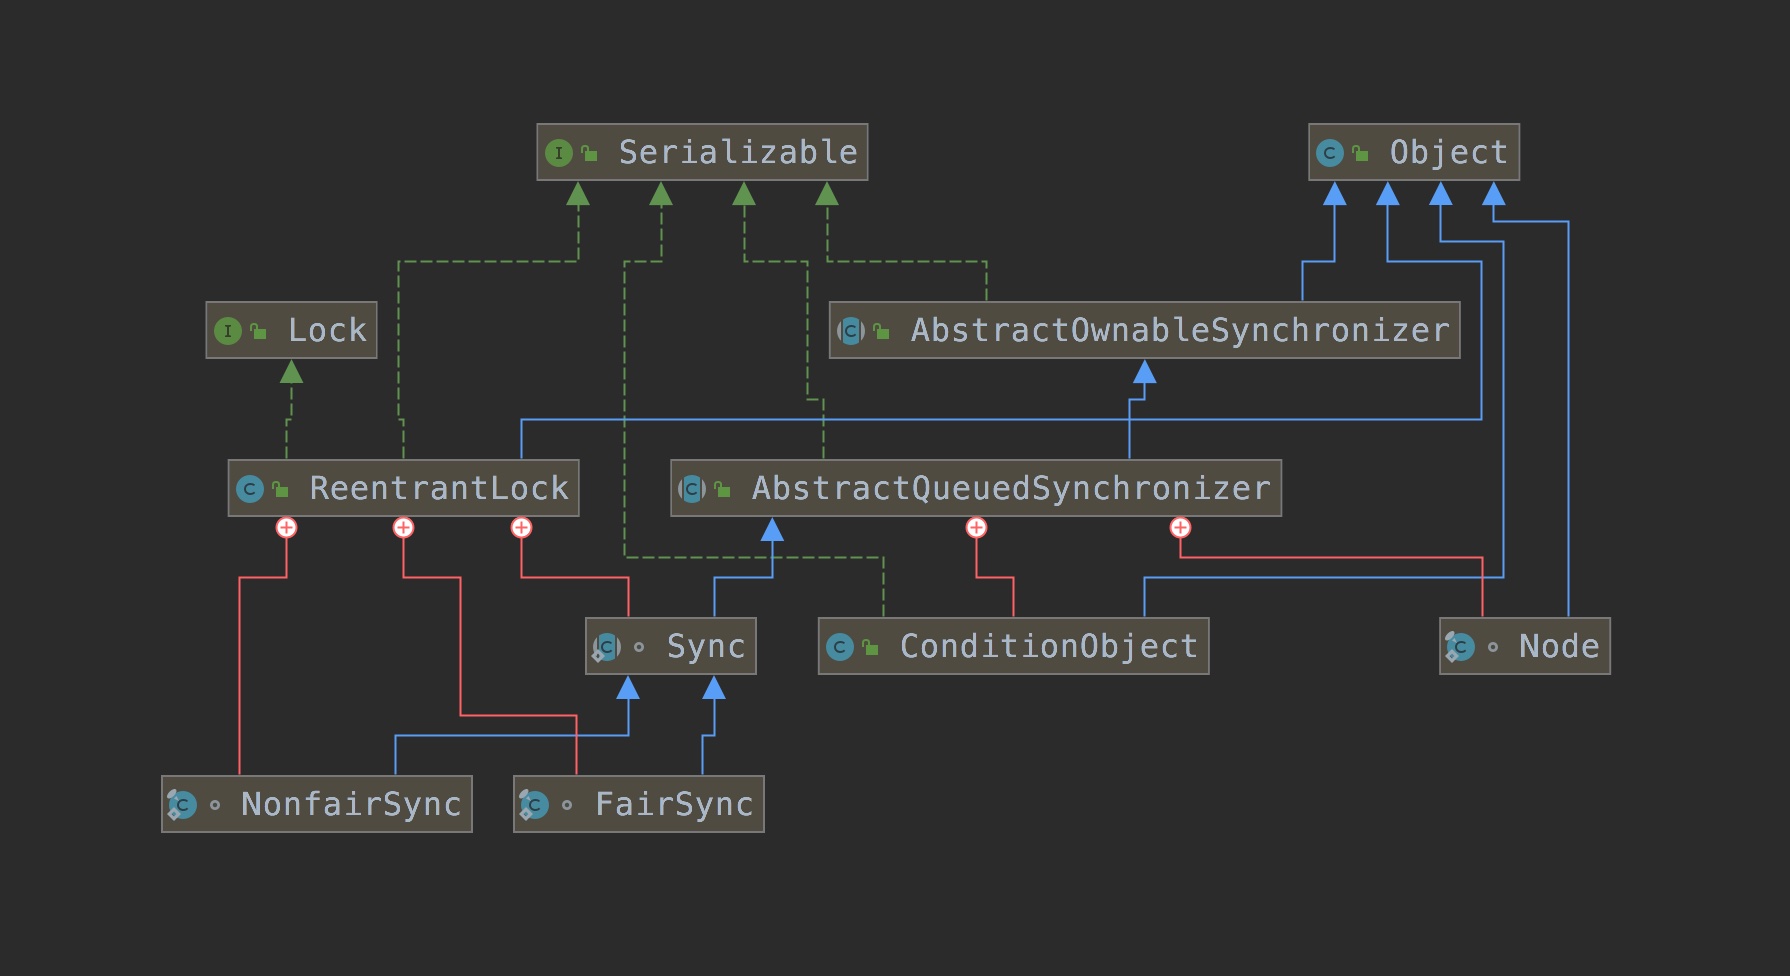 Serializable
Object
Lock
AbstractOwnableSynchronizer
ReentrantLock
AbstractQueuedSynchronizer
Sync
ConditionObject
Node
NonfairSync
FairSync